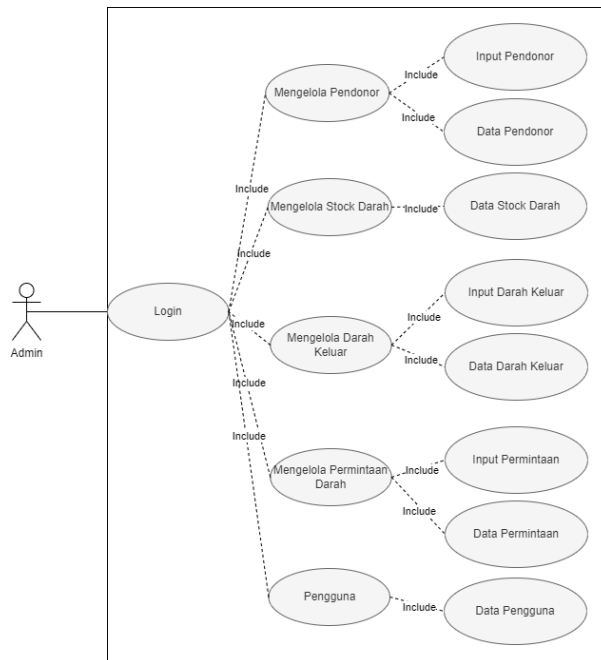 Input Pendonor
Include
Mengelola Pendonor
Include
Data Pendonor
Include
Mengelola Stock Darah
Include
Data Stock Darah
Include
Admin
Login
Include
Mengelola Darah
Keluar
Input Darah Keluar
Include
Include
Data Darah Keluar
Include
Mengelola Permintaan
Darah
Input Permintaan
Include
Include
Data Permintaan
Include
Pengguna
Include
Data Pengguna